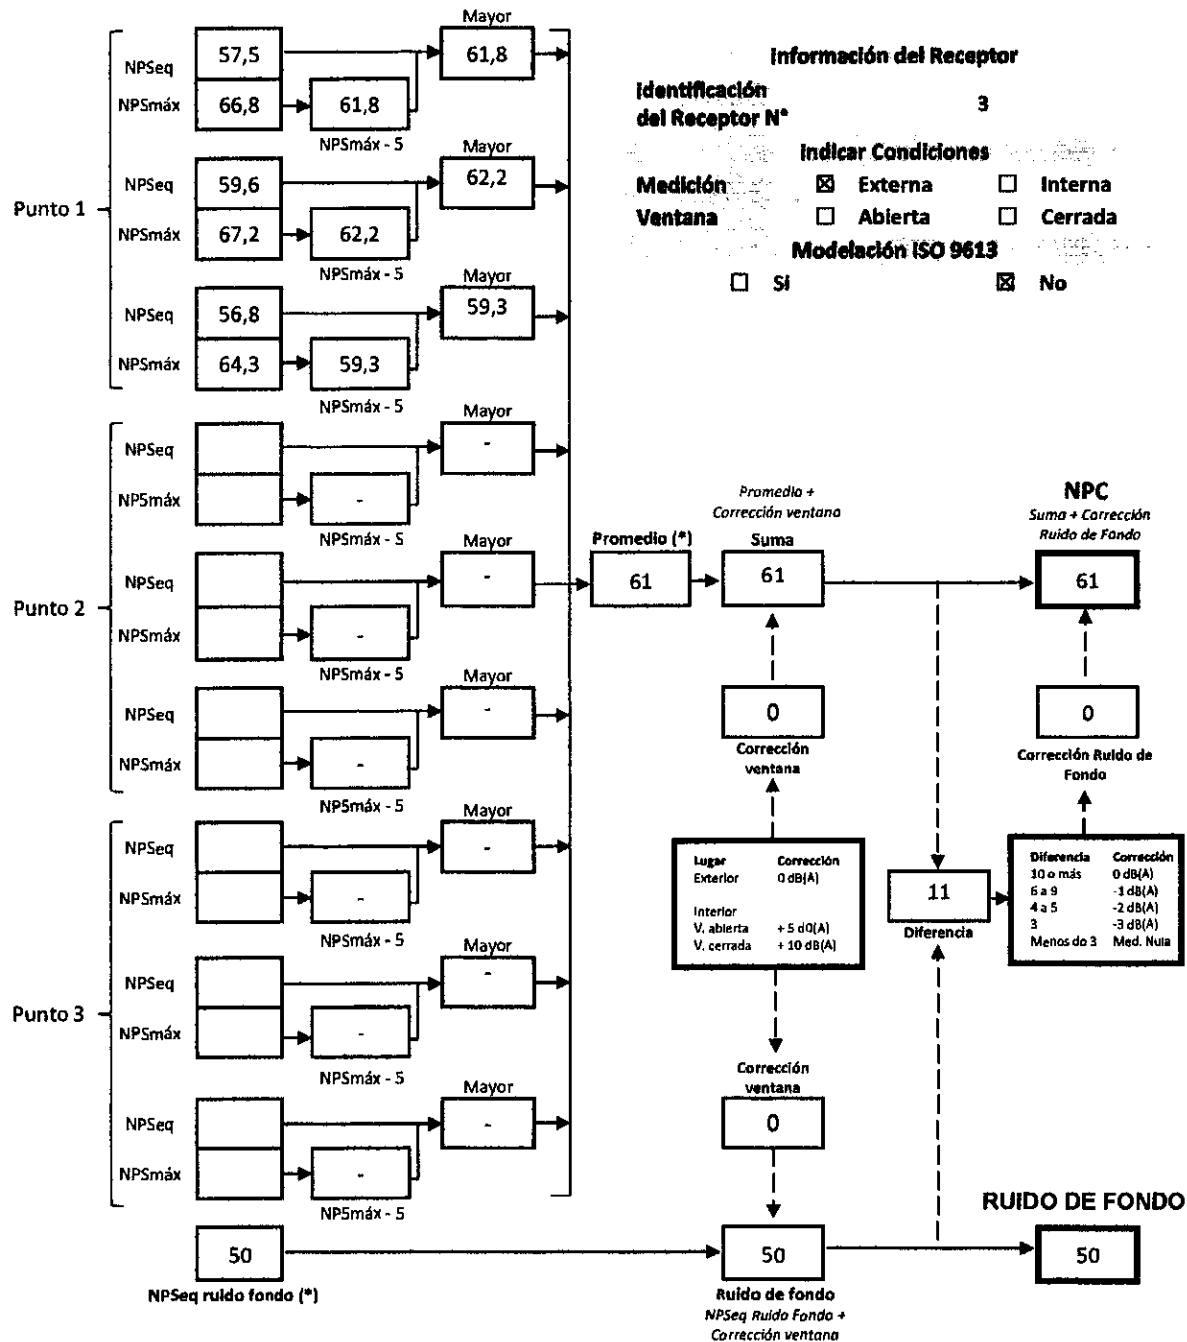 Mayor
NPSeq 57,5 61,8
NPSmáx 66,8 61,8
NPSmáx - 5
Mayor
NPSeq 59,6 62,2
Punto 1
NPSmáx 67,2 62,2
NPSmáx - 5
Mayor
NPSeq 56,8 59,3
NPSmáx 64,3 59,3
NPSmáx - 5
Información del Receptor
Identificación
del Receptor N° 3
Indicar Condiciones
Medición ☒ Externa ☐ Interna
Ventana ☐ Abierta ☐ Cerrada
Modelación ISO 9613
☐ Si ☒ No
Mayor
NPSeq -
NPSmáx -
NPSmáx - 5
Mayor
NPSeq -
Punto 2
NPSmáx -
NPSmáx - 5
Mayor
NPSeq -
NPSmáx -
NPSmáx - 5
Mayor
NPSeq -
NPSmáx -
NPSmáx - 5
Mayor
NPSeq -
Punto 3
NPSmáx -
NPSmáx - 5
Mayor
NPSeq -
NPSmáx -
NPSmáx - 5
50
NPSeq ruido fondo (*)
Promedio (*)
61
Promedio +
Corrección ventana
Suma
61
0
Corrección
ventana
Lugar Corrección
Exterior 0 dB(A)
Interior
V. abierta + 5 dB(A)
V. cerrada + 10 dB(A)
Corrección
ventana
0
50
Ruido de fondo
NPSeq Ruido Fondo +
Corrección ventana
11
Diferencia
NPC
Suma + Corrección
Ruido de Fondo
61
0
Corrección Ruido de
Fondo
Diferencia Corrección
10 o más 0 dB(A)
6 a 9 -1 dB(A)
4 a 5 -2 dB(A)
3 -3 dB(A)
Menos de 3 Med. Nula
RUIDO DE FONDO
50